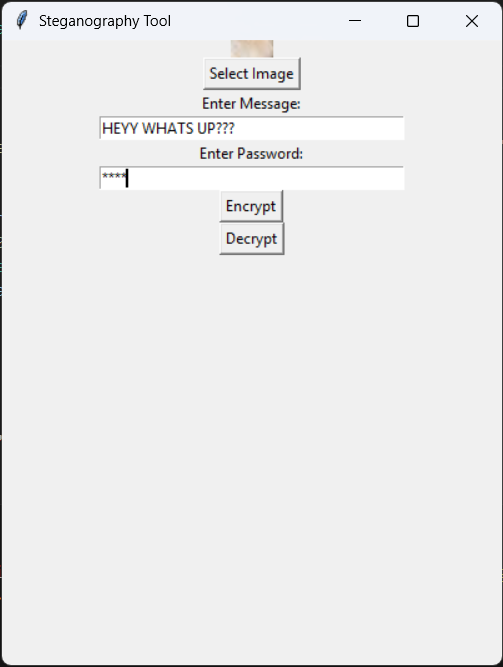 Steganography Tool
Select Image
Enter Message:
HEYY WHATS UP???
Enter Password:
****
Encrypt
Decrypt